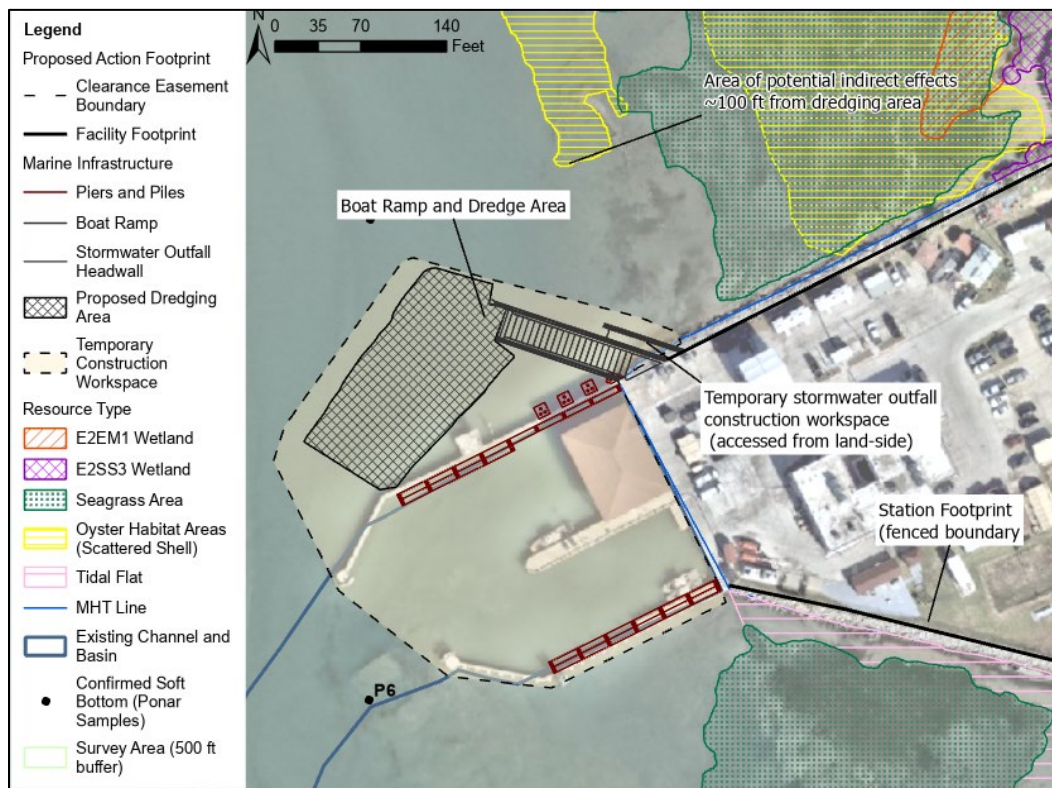 Legend
Proposed Action Footprint
Clearance Easement
Boundary
Facility Footprint
Marine Infrastructure
Piers and Piles
Boat Ramp
Stormwater Outfall
Headwall
Proposed Dredging
Area
Temporary
Construction
Workspace
Resource Type
E2EM1 Wetland
E2SS3 Wetland
Seagrass Area
Oyster Habitat Areas
(Scattered Shell)
Tidal Flat
MHT Line
Existing Channel and
Basin
Confirmed Soft
Bottom (Ponar
Samples)
Survey Area (500 ft
buffer)
N
0 35 70 140
Feet
Area of potential indirect effects
~100 ft from dredging area
Boat Ramp and Dredge Area
Temporary stormwater outfall
construction workspace
(accessed from land-side)
Station Footprint
(fenced boundary
P6